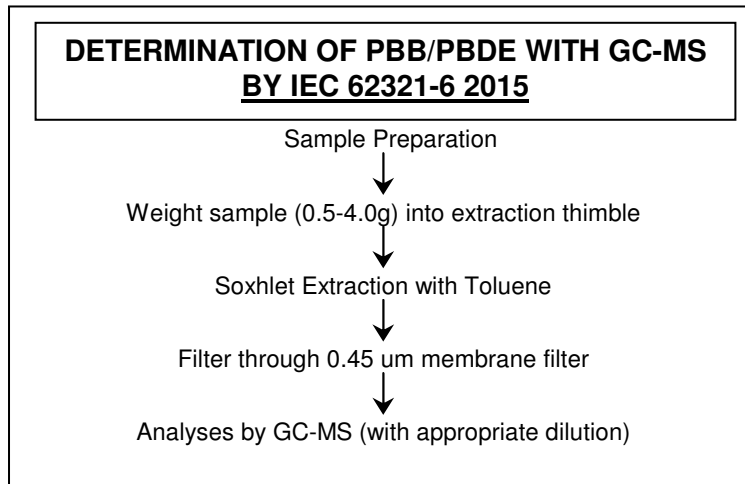 DETERMINATION OF PBB/PBDE WITH GC-MS
BY IEC 62321-6 2015
Sample Preparation
Weight sample (0.5-4.0g) into extraction thimble
Soxhlet Extraction with Toluene
Filter through 0.45 um membrane filter
Analyses by GC-MS (with appropriate dilution)